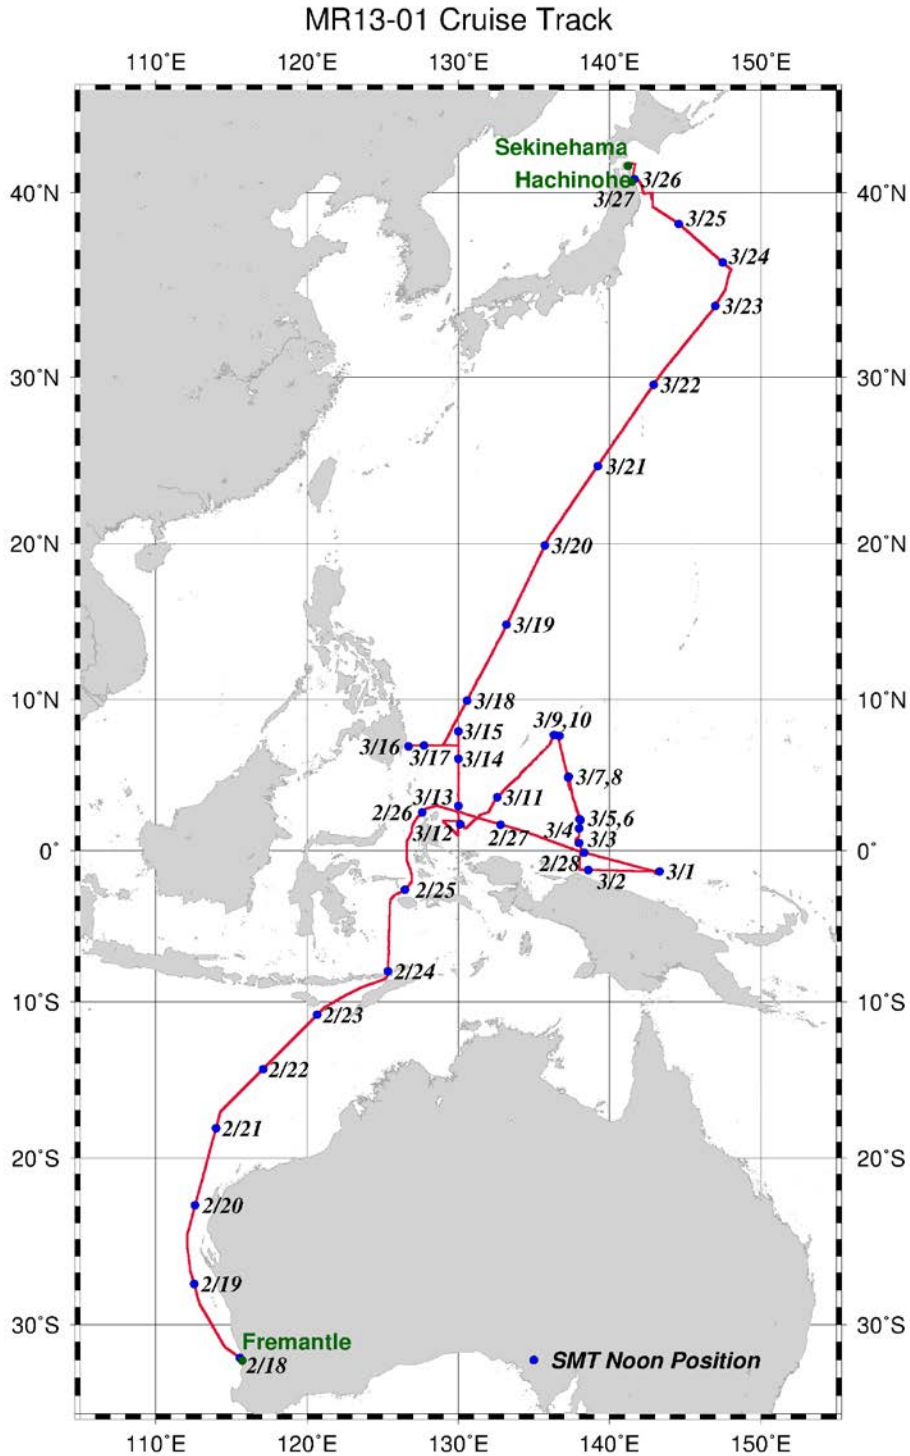 MR13-01 Cruise Track
110˚E 120˚E 130˚E 140˚E 150˚E
Sekinehama
Hachinohe
3/26
3/27
40˚N 40˚N
3/25
3/24
3/23
30˚N 30˚N
3/22
3/21
20˚N 20˚N
3/20
3/19
10˚N 10˚N
3/18
3/15
3/9,10
3/16
3/17
3/14
3/7,8
3/13
3/11
2/26
3/5,6
3/12
2/27
3/4
3/3
0˚ 0˚
2/28
3/2
3/1
2/25
2/24
10˚S 10˚S
2/23
2/22
2/21
20˚S 20˚S
2/20
2/19
30˚S 30˚S
Fremantle
2/18
SMT Noon Position
110˚E 120˚E 130˚E 140˚E 150˚E